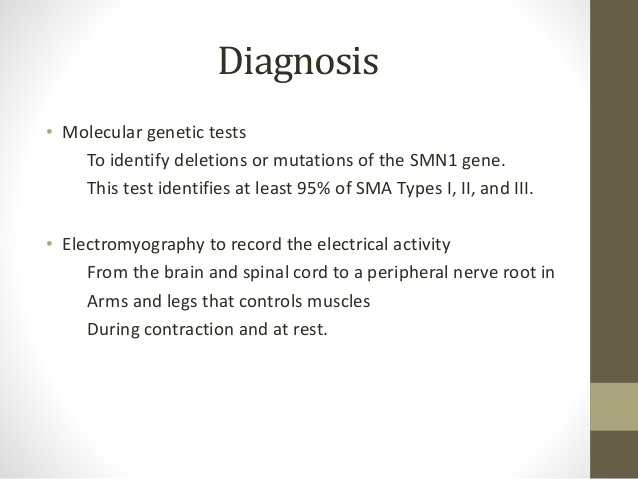 Diagnosis
• Molecular genetic tests
To identify deletions or mutations of the SMN1 gene.
This test identifies at least 95% of SMA Types I, II, and III.
• Electromyography to record the electrical activity
From the brain and spinal cord to a peripheral nerve root in
Arms and legs that controls muscles
During contraction and at rest.